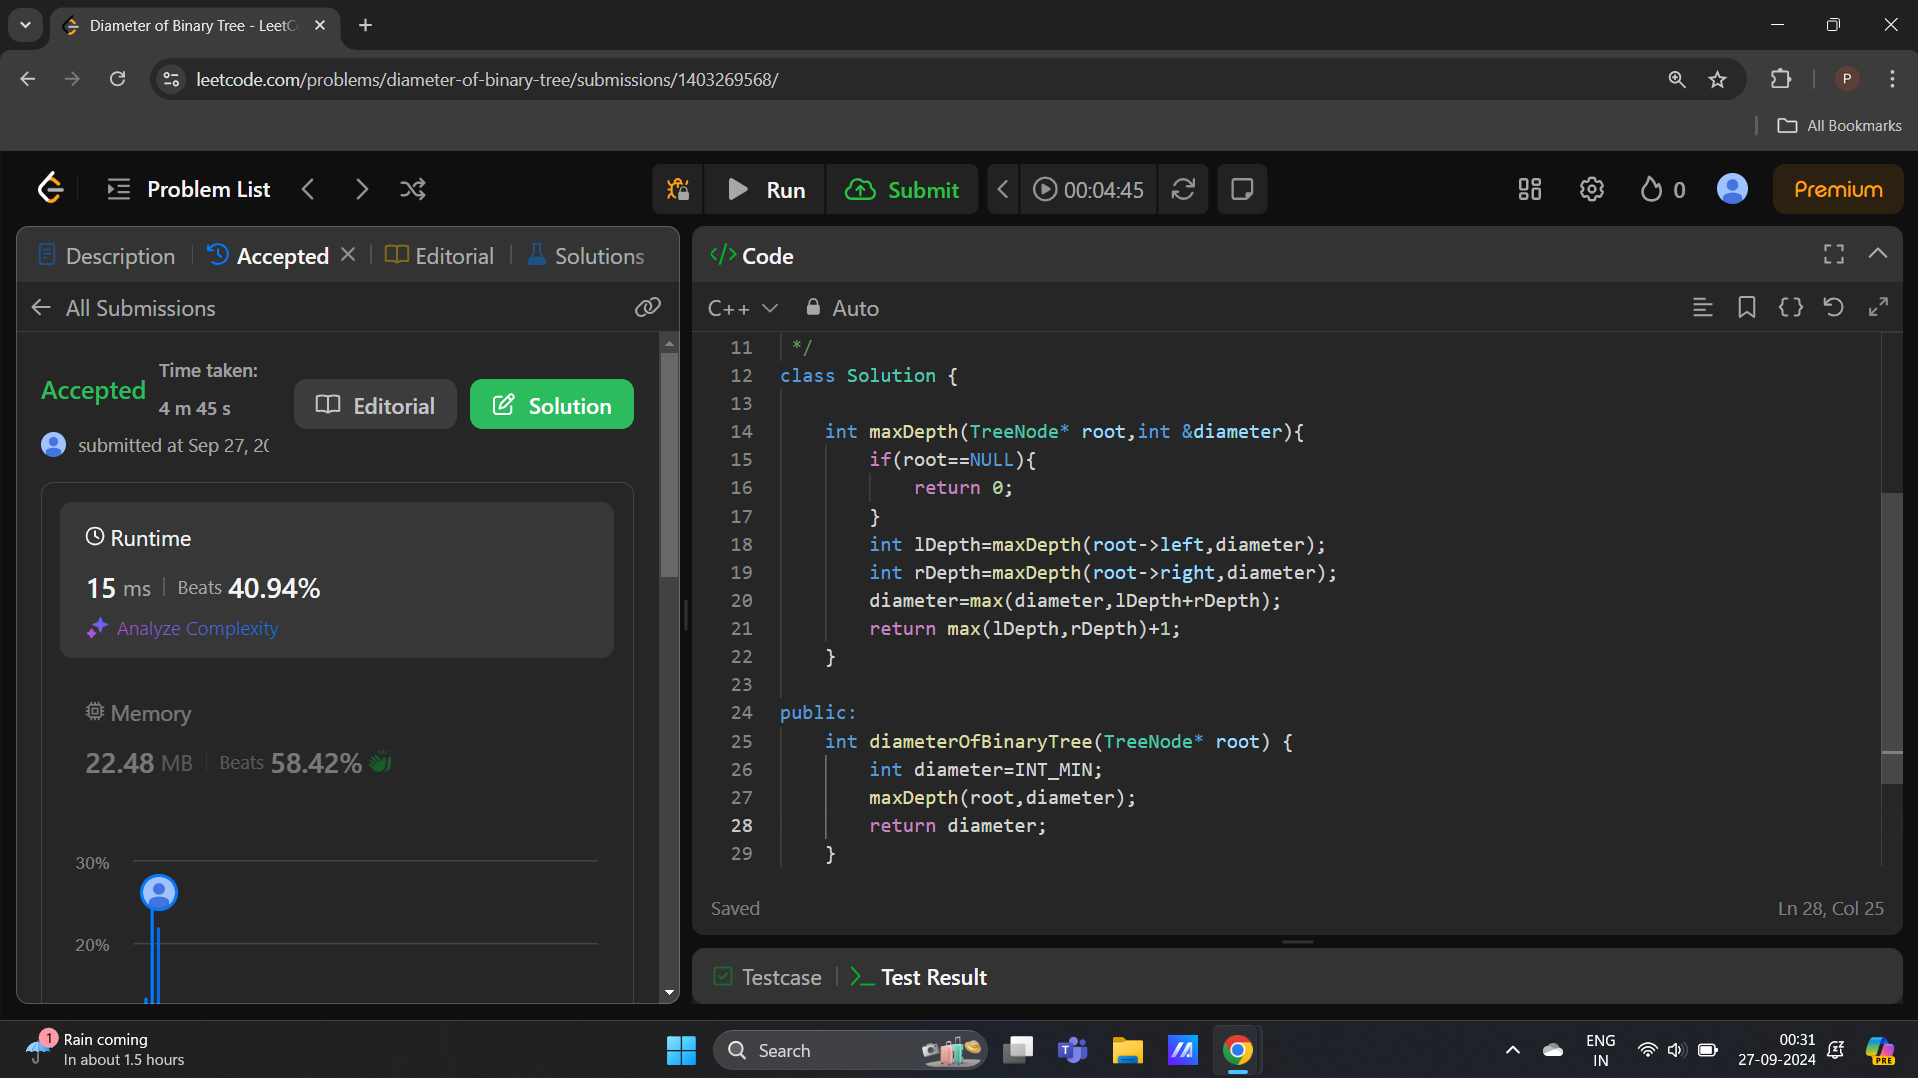 Diameter of Binary Tree - LeetC
leetcode.com/problems/diameter-of-binary-tree/submissions/1403269568/
P
All Bookmarks
Problem List
Run
Submit
00:04:45
0
Premium
Description
Accepted
Editorial
Solutions
All Submissions
Accepted
Time taken:
4 m 45 s
Editorial
Solution
submitted at Sep 27, 20
Runtime
15 ms
Beats 40.94%
Analyze Complexity
Memory
22.48 MB
Beats 58.42%
30%
20%
Code
C++
Auto
11 */
12 class Solution {
13
14 int maxDepth(TreeNode* root,int &diameter){
15 if(root==NULL){
16 return 0;
17 }
18 int lDepth=maxDepth(root->left,diameter);
19 int rDepth=maxDepth(root->right,diameter);
20 diameter=max(diameter,lDepth+rDepth);
21 return max(lDepth,rDepth)+1;
22 }
23
24 public:
25 int diameterOfBinaryTree(TreeNode* root) {
26 int diameter=INT_MIN;
27 maxDepth(root,diameter);
28 return diameter;
29 }
Saved
Ln 28, Col 25
Testcase
Test Result
1
Rain coming
In about 1.5 hours
Search
ENG
IN
00:31
27-09-2024
PRE